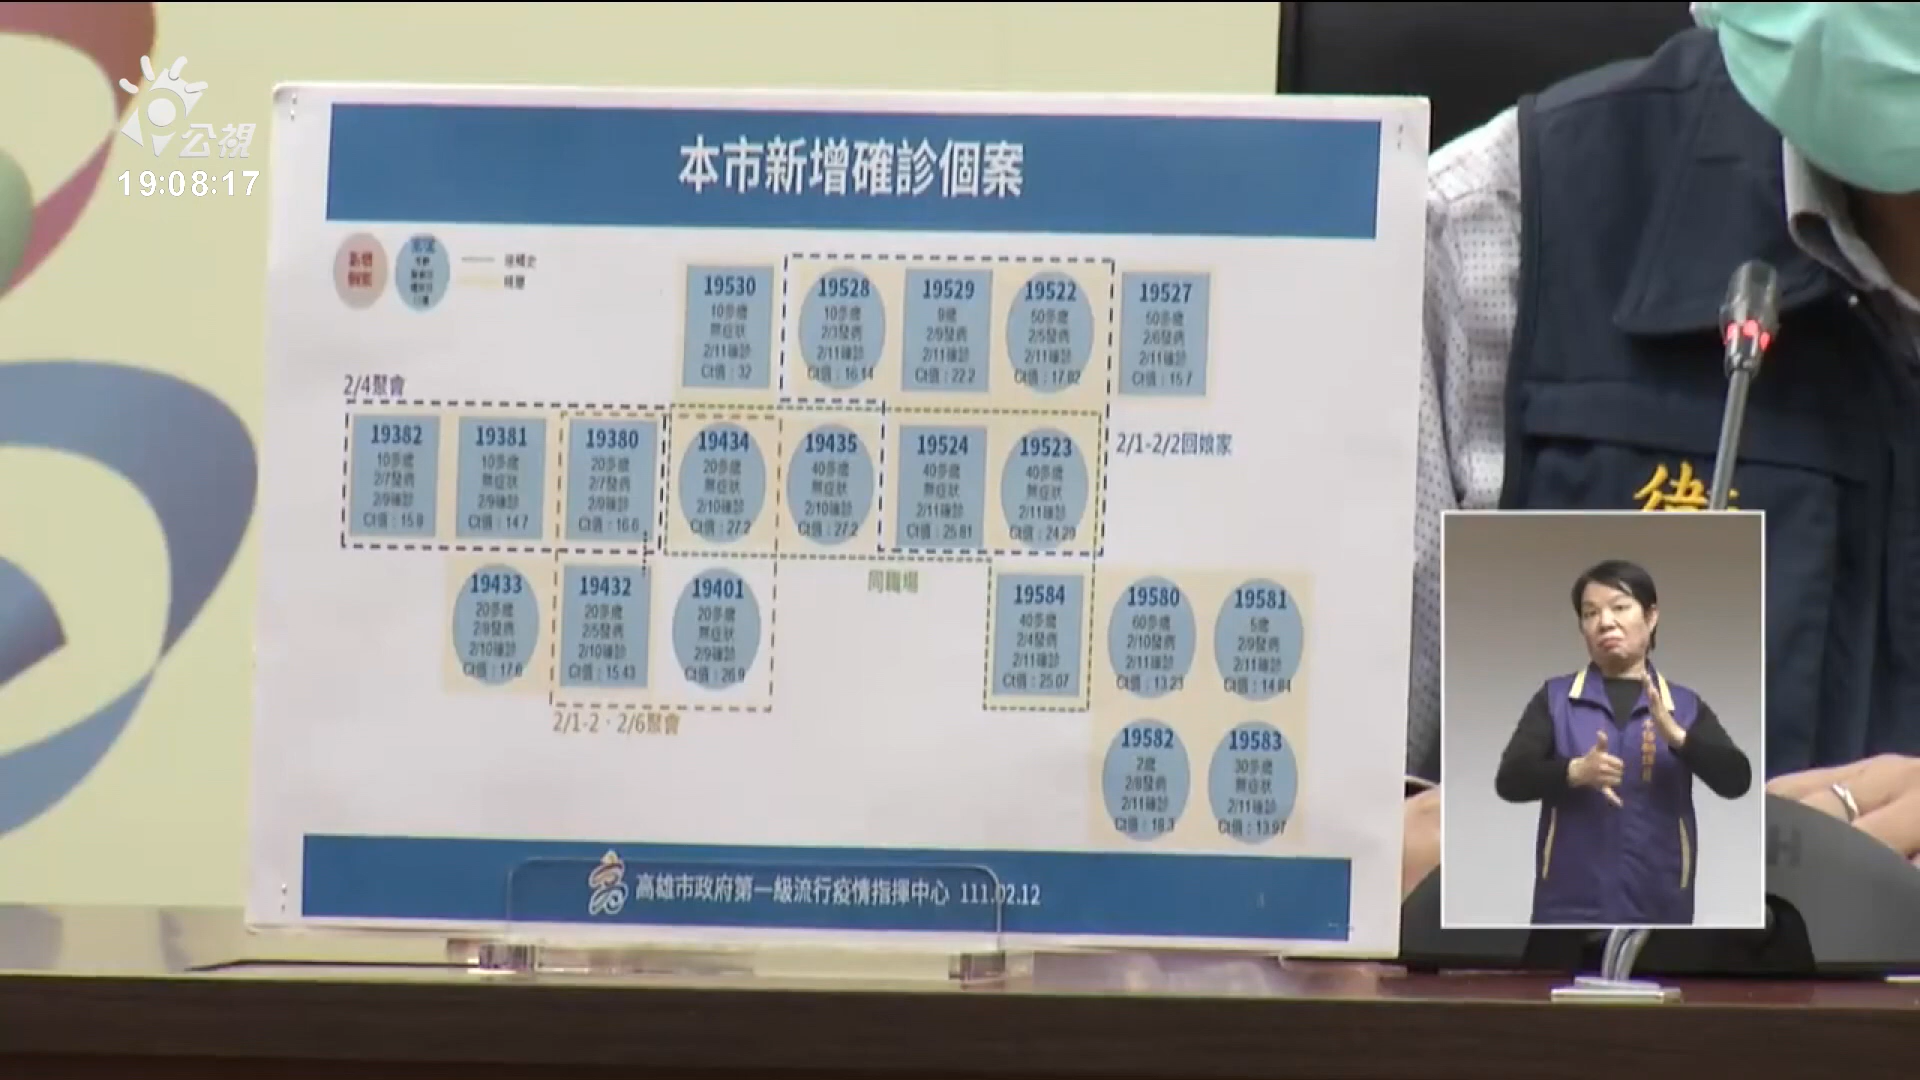 公視
19:08:17
本市新增確診個案
新增
個案
接觸史
19530
10多歲
無症狀
2/11確診
Ct值：32
19528
10多歲
2/3發病
2/11確診
Ct值：16.14
19529
9歲
2/9發病
2/11確診
Ct值：22.2
19522
50多歲
2/5發病
2/11確診
Ct值：17.82
19527
50多歲
2/6發病
2/11確診
Ct值：15.7
2/4聚會
19382
10多歲
2/7發病
2/9確診
Ct值：15.9
19381
10多歲
無症狀
2/9確診
Ct值：14.7
19380
20多歲
2/7發病
2/9確診
Ct值：16.6
19434
20多歲
無症狀
2/10確診
Ct值：27.2
19435
40多歲
無症狀
2/10確診
Ct值：27.2
19524
40多歲
無症狀
2/11確診
Ct值：25.81
19523
40多歲
無症狀
2/11確診
Ct值：24.29
2/1-2/2回娘家
19433
20多歲
2/8發病
2/10確診
Ct值：17.6
19432
20多歲
2/5發病
2/10確診
Ct值：15.43
19401
20多歲
無症狀
2/9確診
Ct值：26.9
同職場
19584
40多歲
2/4發病
2/11確診
Ct值：25.07
19580
60多歲
2/10發病
2/11確診
Ct值：13.23
19581
5歲
2/9發病
2/11確診
Ct值：14.84
2/1-2、2/6聚會
19582
2歲
2/8發病
2/11確診
Ct值：18.3
19583
30多歲
無症狀
2/11確診
Ct值：13.97
高雄市政府第一級流行疫情指揮中心 111.02.12
衛